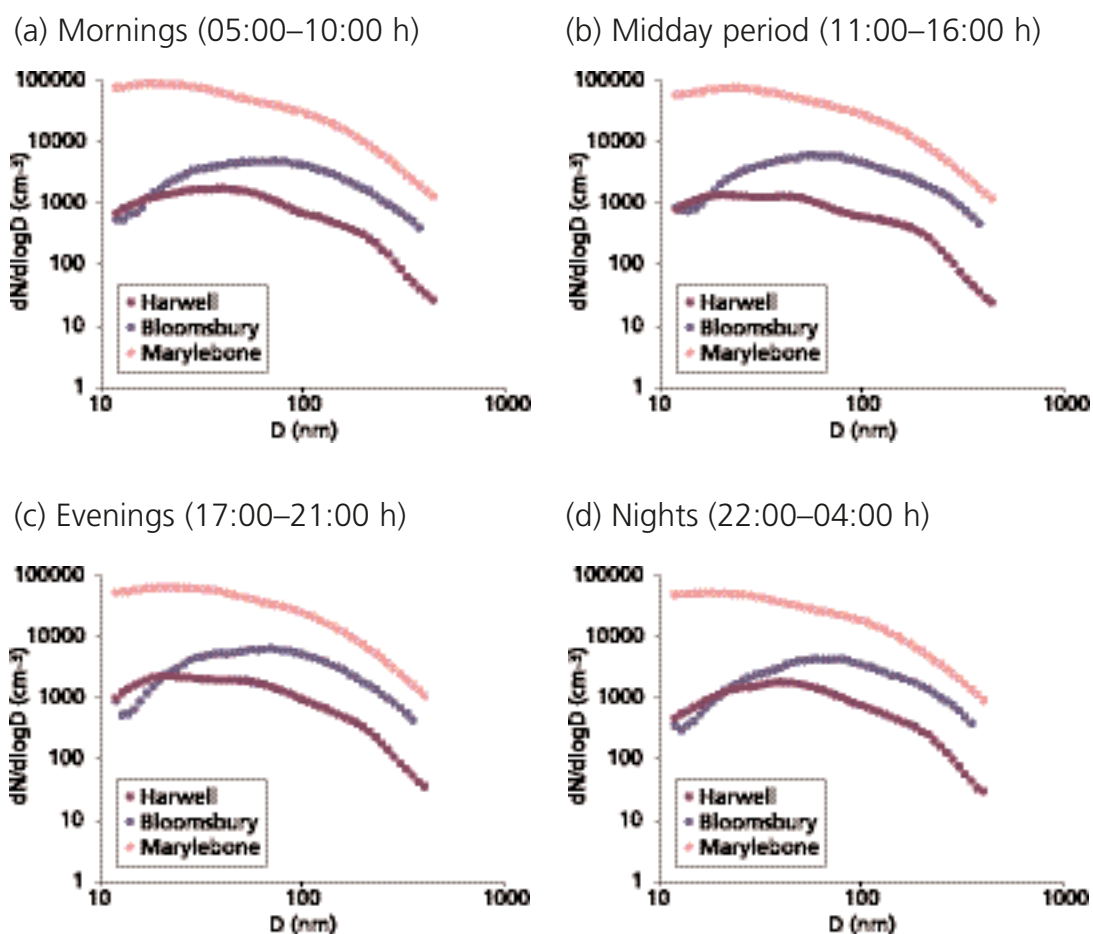 (a) Mornings (05:00–10:00 h)
(b) Midday period (11:00–16:00 h)
100000
10000
1000
100
10
1
dN/dlogD (cm⁻³)
Harwell
Bloomsbury
Marylebone
10 100 1000
D (nm)
100000
10000
1000
100
10
1
dN/dlogD (cm⁻³)
Harwell
Bloomsbury
Marylebone
10 100 1000
D (nm)
(c) Evenings (17:00–21:00 h)
(d) Nights (22:00–04:00 h)
100000
10000
1000
100
10
1
dN/dlogD (cm⁻³)
Harwell
Bloomsbury
Marylebone
10 100 1000
D (nm)
100000
10000
1000
100
10
1
dN/dlogD (cm⁻³)
Harwell
Bloomsbury
Marylebone
10 100 1000
D (nm)